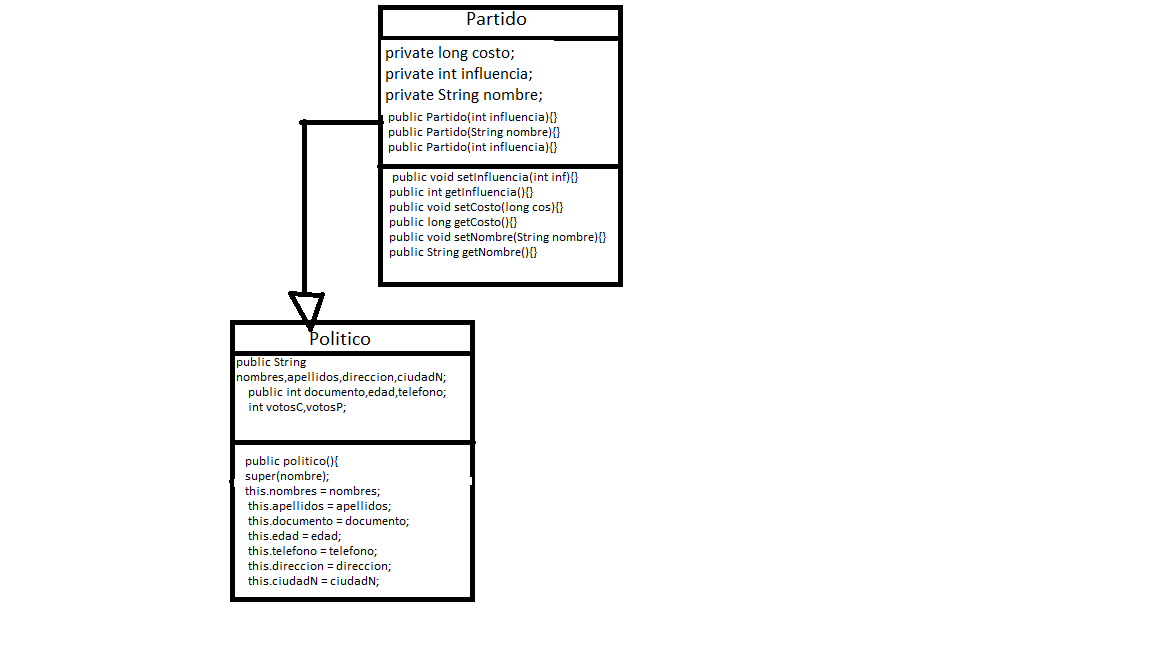 Partido
private long costo;
private int influencia;
private String nombre;
public Partido(int influencia){}
public Partido(String nombre){}
public Partido(int influencia){}
public void setInfluencia(int inf){}
public int getInfluencia(){}
public void setCosto(long cos){}
public long getCosto(){}
public void setNombre(String nombre){}
public String getNombre(){}
Politico
public String
nombres,apellidos,direccion,ciudadN;
public int documento,edad,telefono;
int votosC,votosP;
public politico(){
super(nombre);
this.nombres = nombres;
this.apellidos = apellidos;
this.documento = documento;
this.edad = edad;
this.telefono = telefono;
this.direccion = direccion;
this.ciudadN = ciudadN;